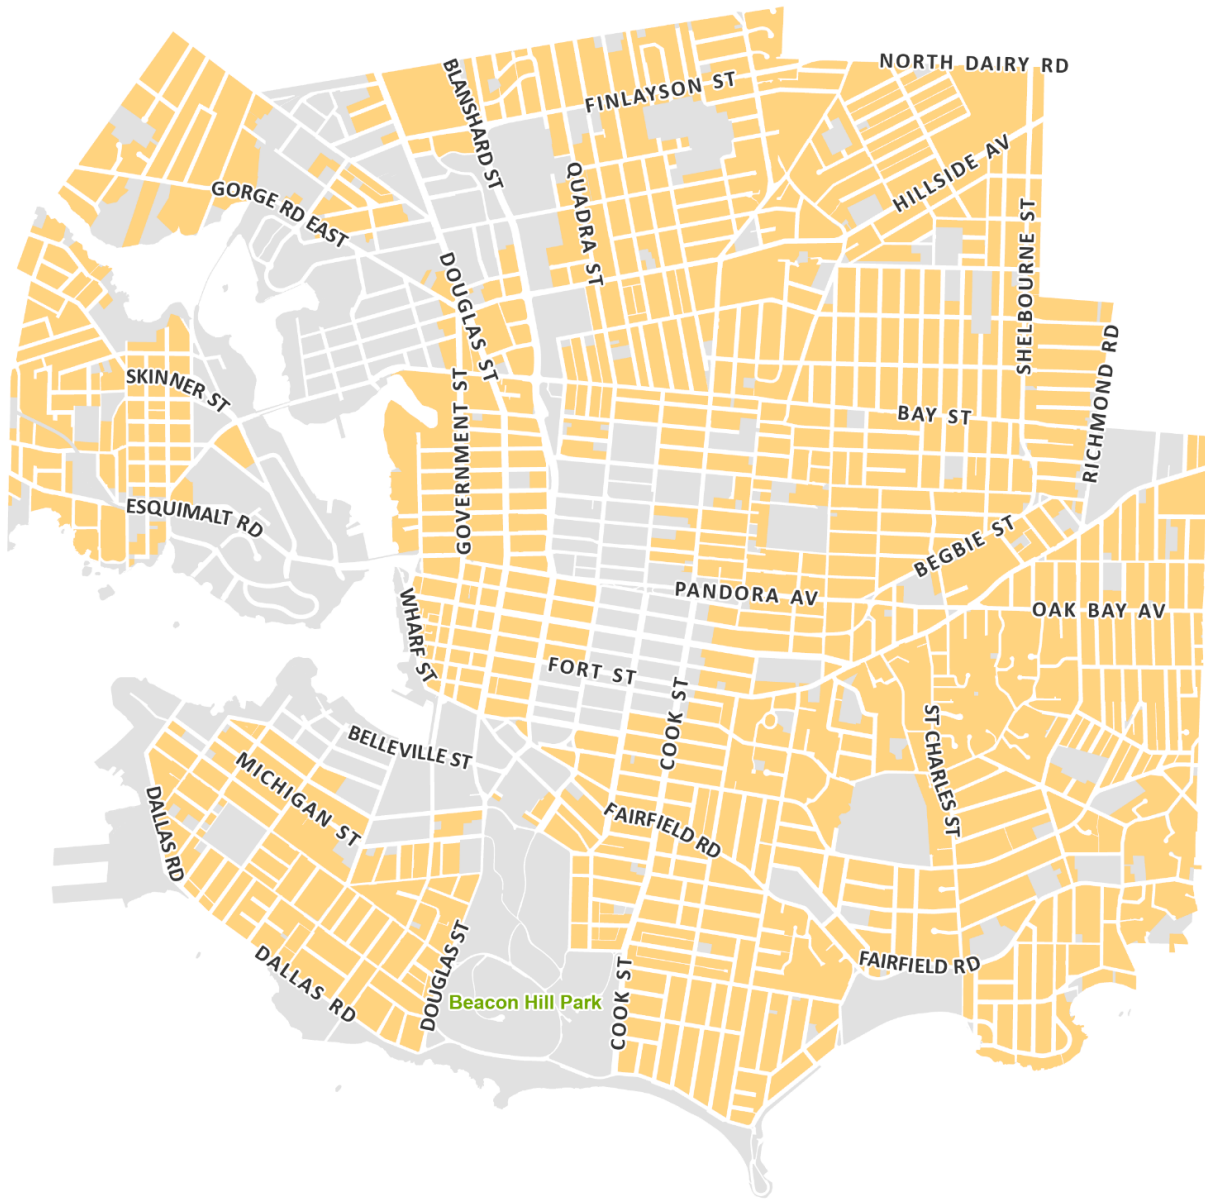 NORTH DAIRY RD
BLANSHARD ST
FINLAYSON ST
HILLSIDE AV
QUADRA ST
GORGE RD EAST
SHELBOURNE ST
DOUGLAS ST
RICHMOND RD
SKINNER ST
GOVERNMENT ST
BAY ST
ESQUIMALT RD
BEGBIE ST
PANDORA AV
WHARF ST
OAK BAY AV
FORT ST
COOK ST
ST CHARLES ST
BELLEVILLE ST
MICHIGAN ST
DALLAS RD
FAIRFIELD RD
DOUGLAS ST
DALLAS RD
FAIRFIELD RD
COOK ST
Beacon Hill Park